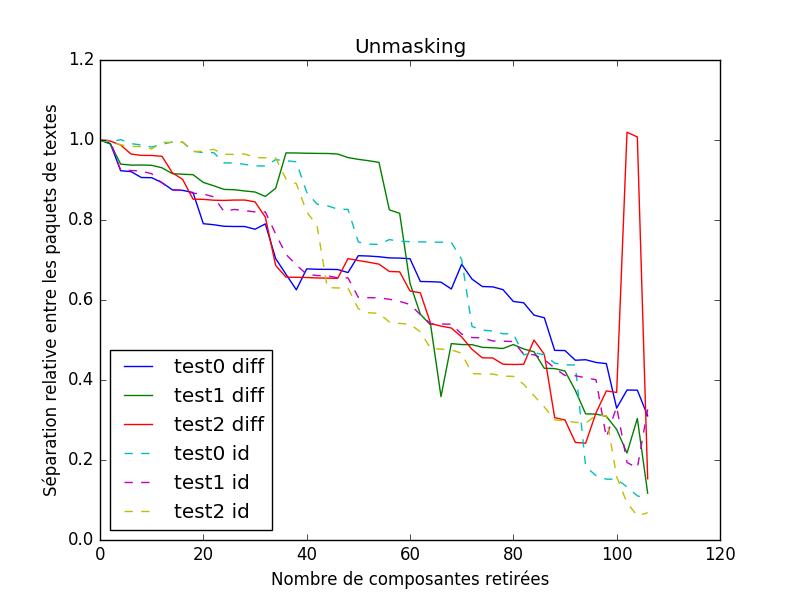 Unmasking
Séparation relative entre les paquets de textes
1.2
1.0
0.8
0.6
0.4
0.2
0.0
test0 diff
test1 diff
test2 diff
test0 id
test1 id
test2 id
0 20 40 60 80 100 120
Nombre de composantes retirées